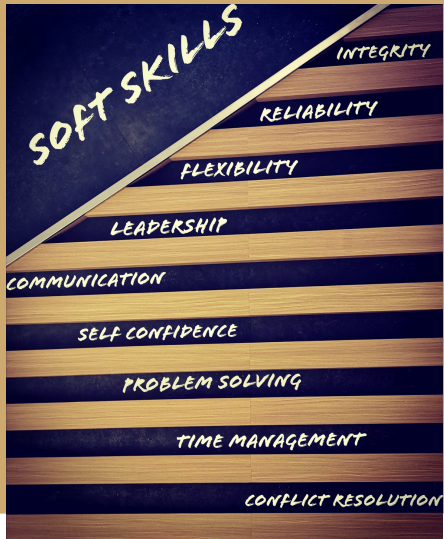 SOFT SKILLS
INTEGRITY
RELIABILITY
FLEXIBILITY
LEADERSHIP
COMMUNICATION
SELF CONFIDENCE
PROBLEM SOLVING
TIME MANAGEMENT
CONFLICT RESOLUTION